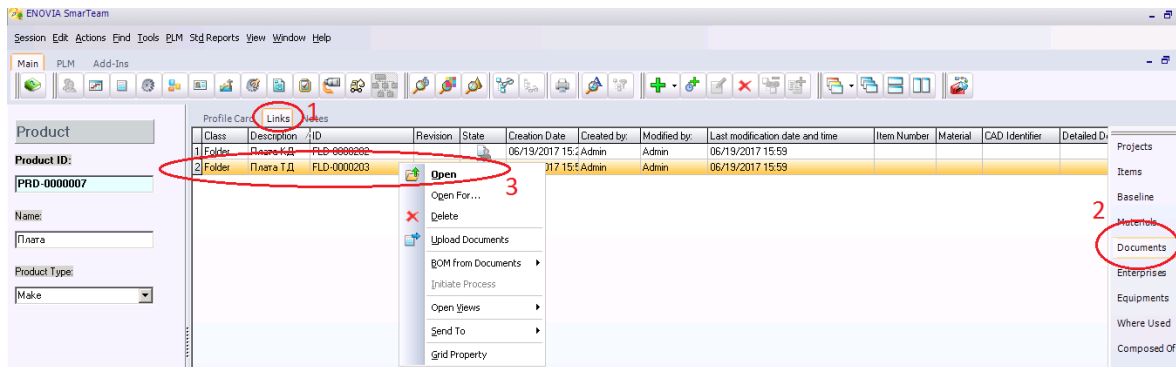 ENOVIA SmarTeam
Session Edit Actions Find Tools PLM Std Reports View Window Help
Main PLM Add-Ins
Profile Card Links Notes
1
Product
Class Description ID Revision State Creation Date Created by: Modified by: Last modification date and time Item Number Material CAD Identifier Detailed D
1 Folder Плата КД FLD-0000202 06/19/2017 15:2 Admin Admin 06/19/2017 15:59
2 Folder Плата ТД FLD-0000203 017 15:5 Admin Admin 06/19/2017 15:59
Product ID:
PRD-0000007
Name:
Плата
Product Type:
Make
Open
Open For...
Delete
Upload Documents
BOM from Documents
Initiate Process
Open Views
Send To
Grid Property
3
Projects
Items
Baseline
2
Materials
Documents
Enterprises
Equipments
Where Used
Composed Of